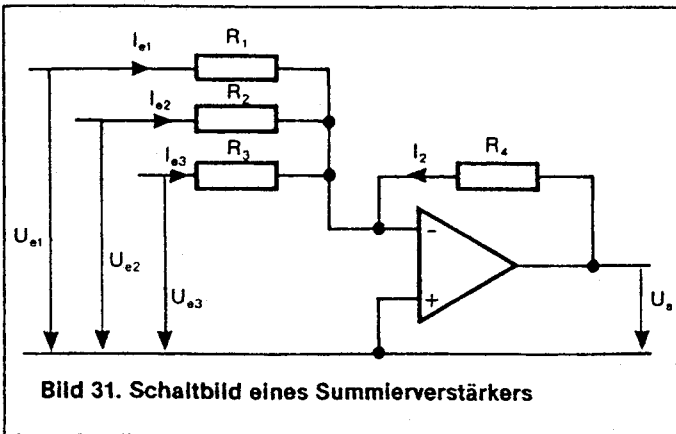 I_e1 R_1
I_e2 R_2
I_e3 R_3
I_2 R_4
-
+
U_e1
U_e2
U_e3
U_a
Bild 31. Schaltbild eines Summierverstärkers